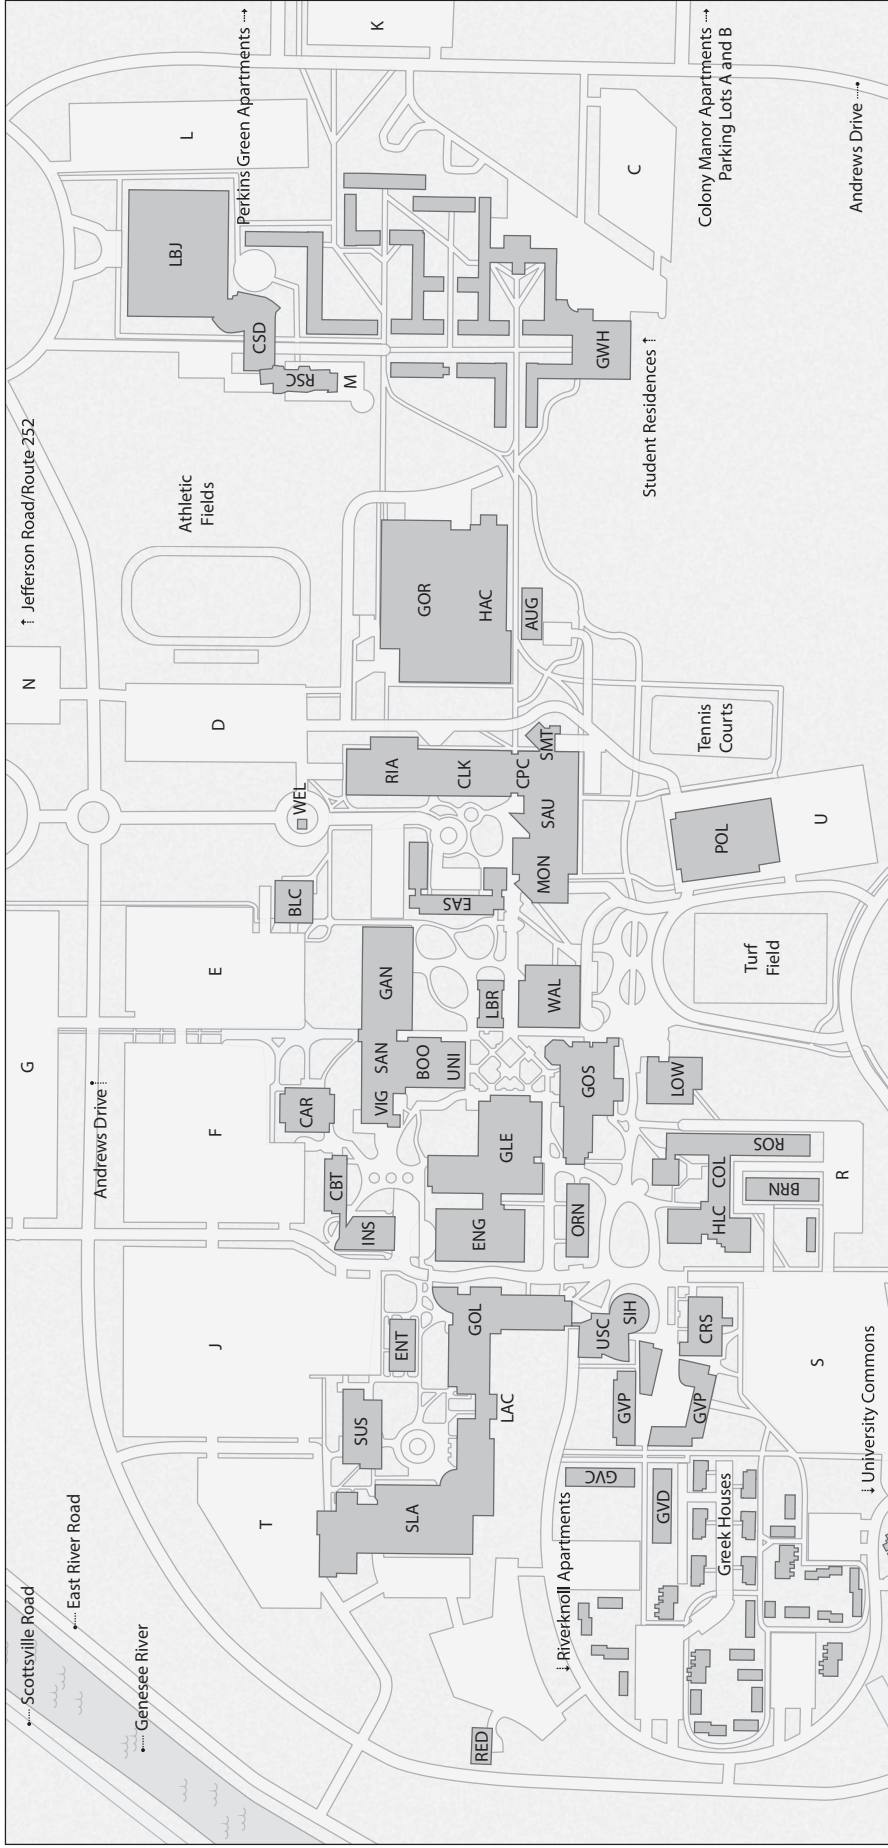 K
Perkins Green Apartments →
Colony Manor Apartments →
Parking Lots A and B
Andrews Drive
L
C
LBJ
CSD
RSC
M
GWH
Student Residences ↑
↑ Jefferson Road/Route 252
Athletic
Fields
GOR
HAC
AUG
N
D
Tennis
Courts
RIA
CLK
CPC
SMT
WEL
SAU
MON
POL
U
BLC
EAS
E
GAN
LBR
WAL
Turf
Field
G
Andrews Drive
F
CAR
SAN
VIG
BOO
UNI
GOS
LOW
CBT
INS
GLE
ENG
ORN
COL
HLC
ROS
BRN
R
J
ENT
GOL
USC
SIH
CRS
S
SUS
LAC
GVP
GVP
↓ University Commons
T
SLA
GVC
GVD
Greek Houses
↓ Riverknoll Apartments
East River Road
Scottsville Road
Genesee River
RED